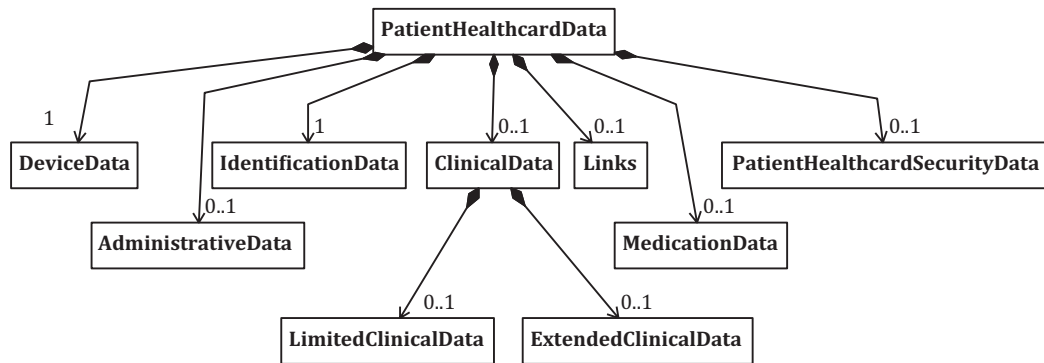 PatientHealthcardData
1
1
0..1
0..1
0..1
DeviceData
IdentificationData
ClinicalData
Links
PatientHealthcardSecurityData
0..1
0..1
AdministrativeData
MedicationData
0..1
0..1
LimitedClinicalData
ExtendedClinicalData